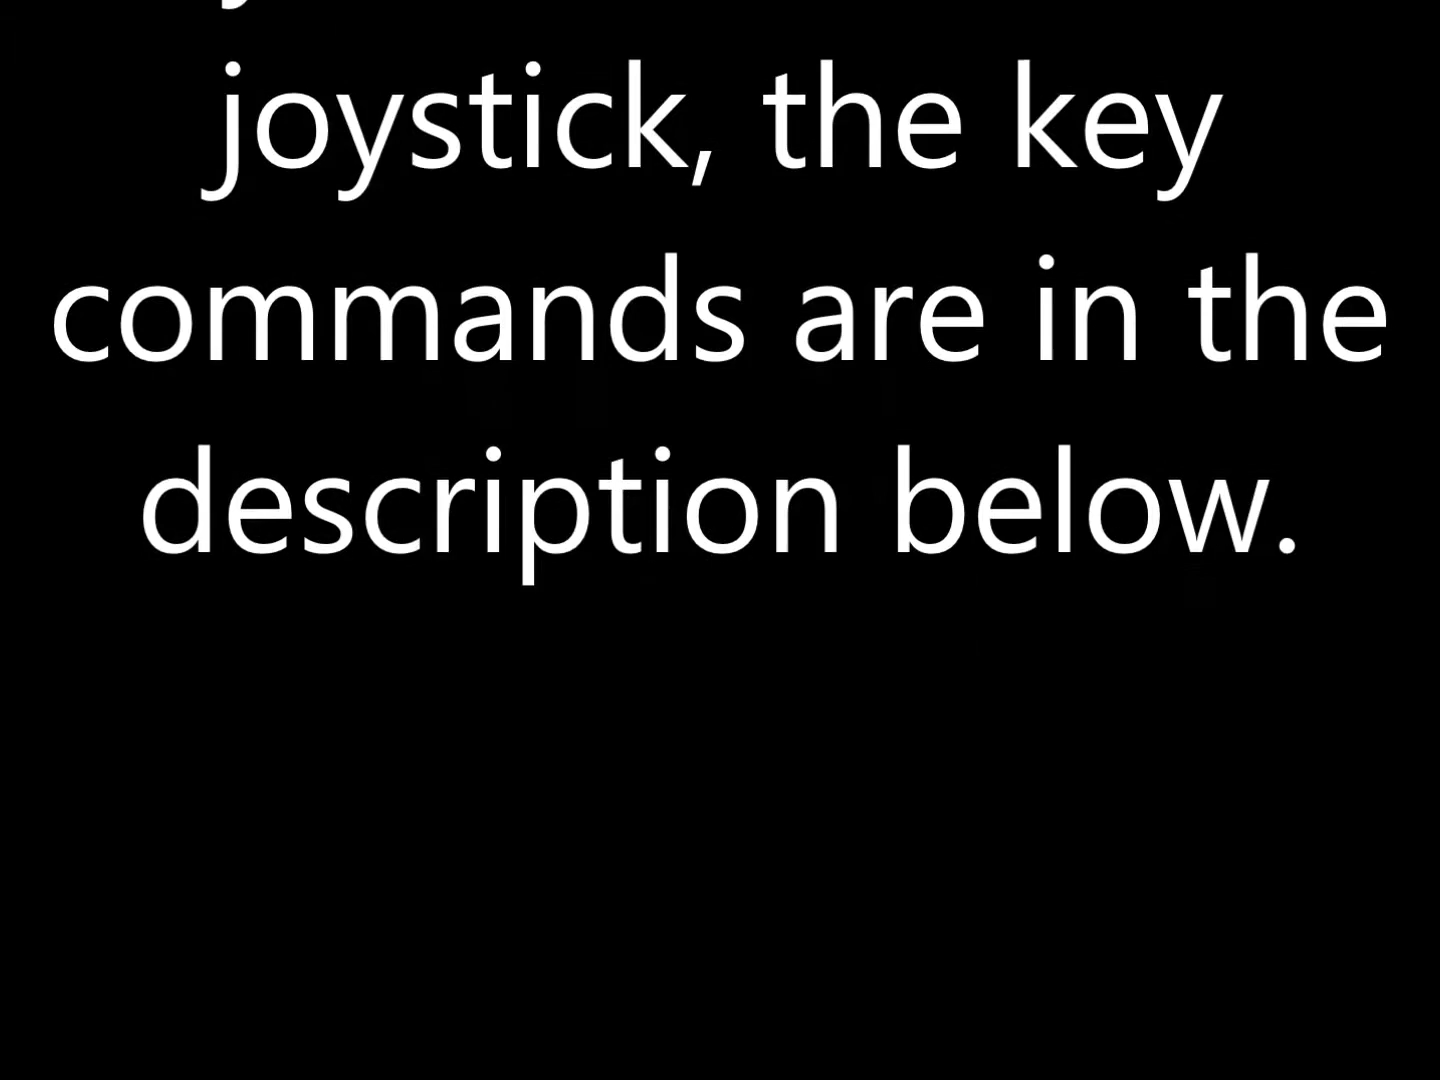 joystick, the key
commands are in the
description below.